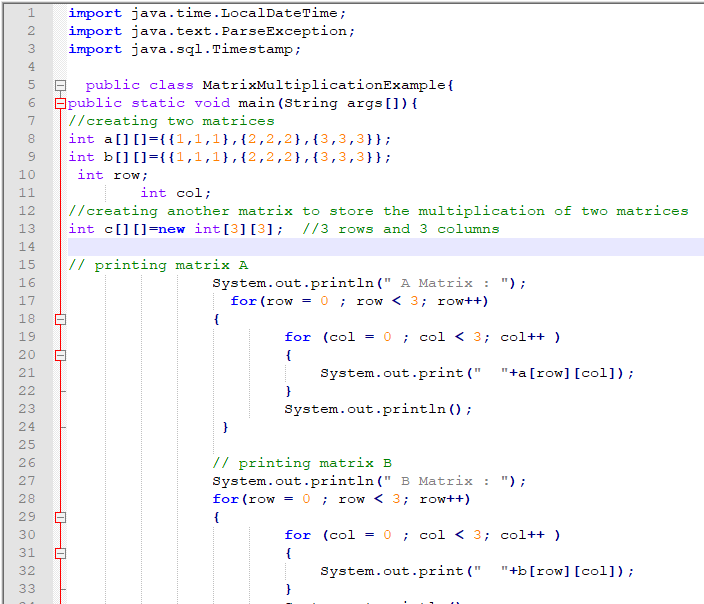 1 import java.time.LocalDateTime;
2 import java.text.ParseException;
3 import java.sql.Timestamp;
4
5 public class MatrixMultiplicationExample{
6 public static void main(String args[]){
7 //creating two matrices
8 int a[][]={{1,1,1},{2,2,2},{3,3,3}};
9 int b[][]={{1,1,1},{2,2,2},{3,3,3}};
10 int row;
11 int col;
12 //creating another matrix to store the multiplication of two matrices
13 int c[][]=new int[3][3];  //3 rows and 3 columns
14
15 // printing matrix A
16 System.out.println(" A Matrix : ");
17 for(row = 0 ; row < 3; row++)
18 {
19 for (col = 0 ; col < 3; col++ )
20 {
21 System.out.print("  "+a[row][col]);
22 }
23 System.out.println();
24 }
25
26 // printing matrix B
27 System.out.println(" B Matrix : ");
28 for(row = 0 ; row < 3; row++)
29 {
30 for (col = 0 ; col < 3; col++ )
31 {
32 System.out.print("  "+b[row][col]);
33 }